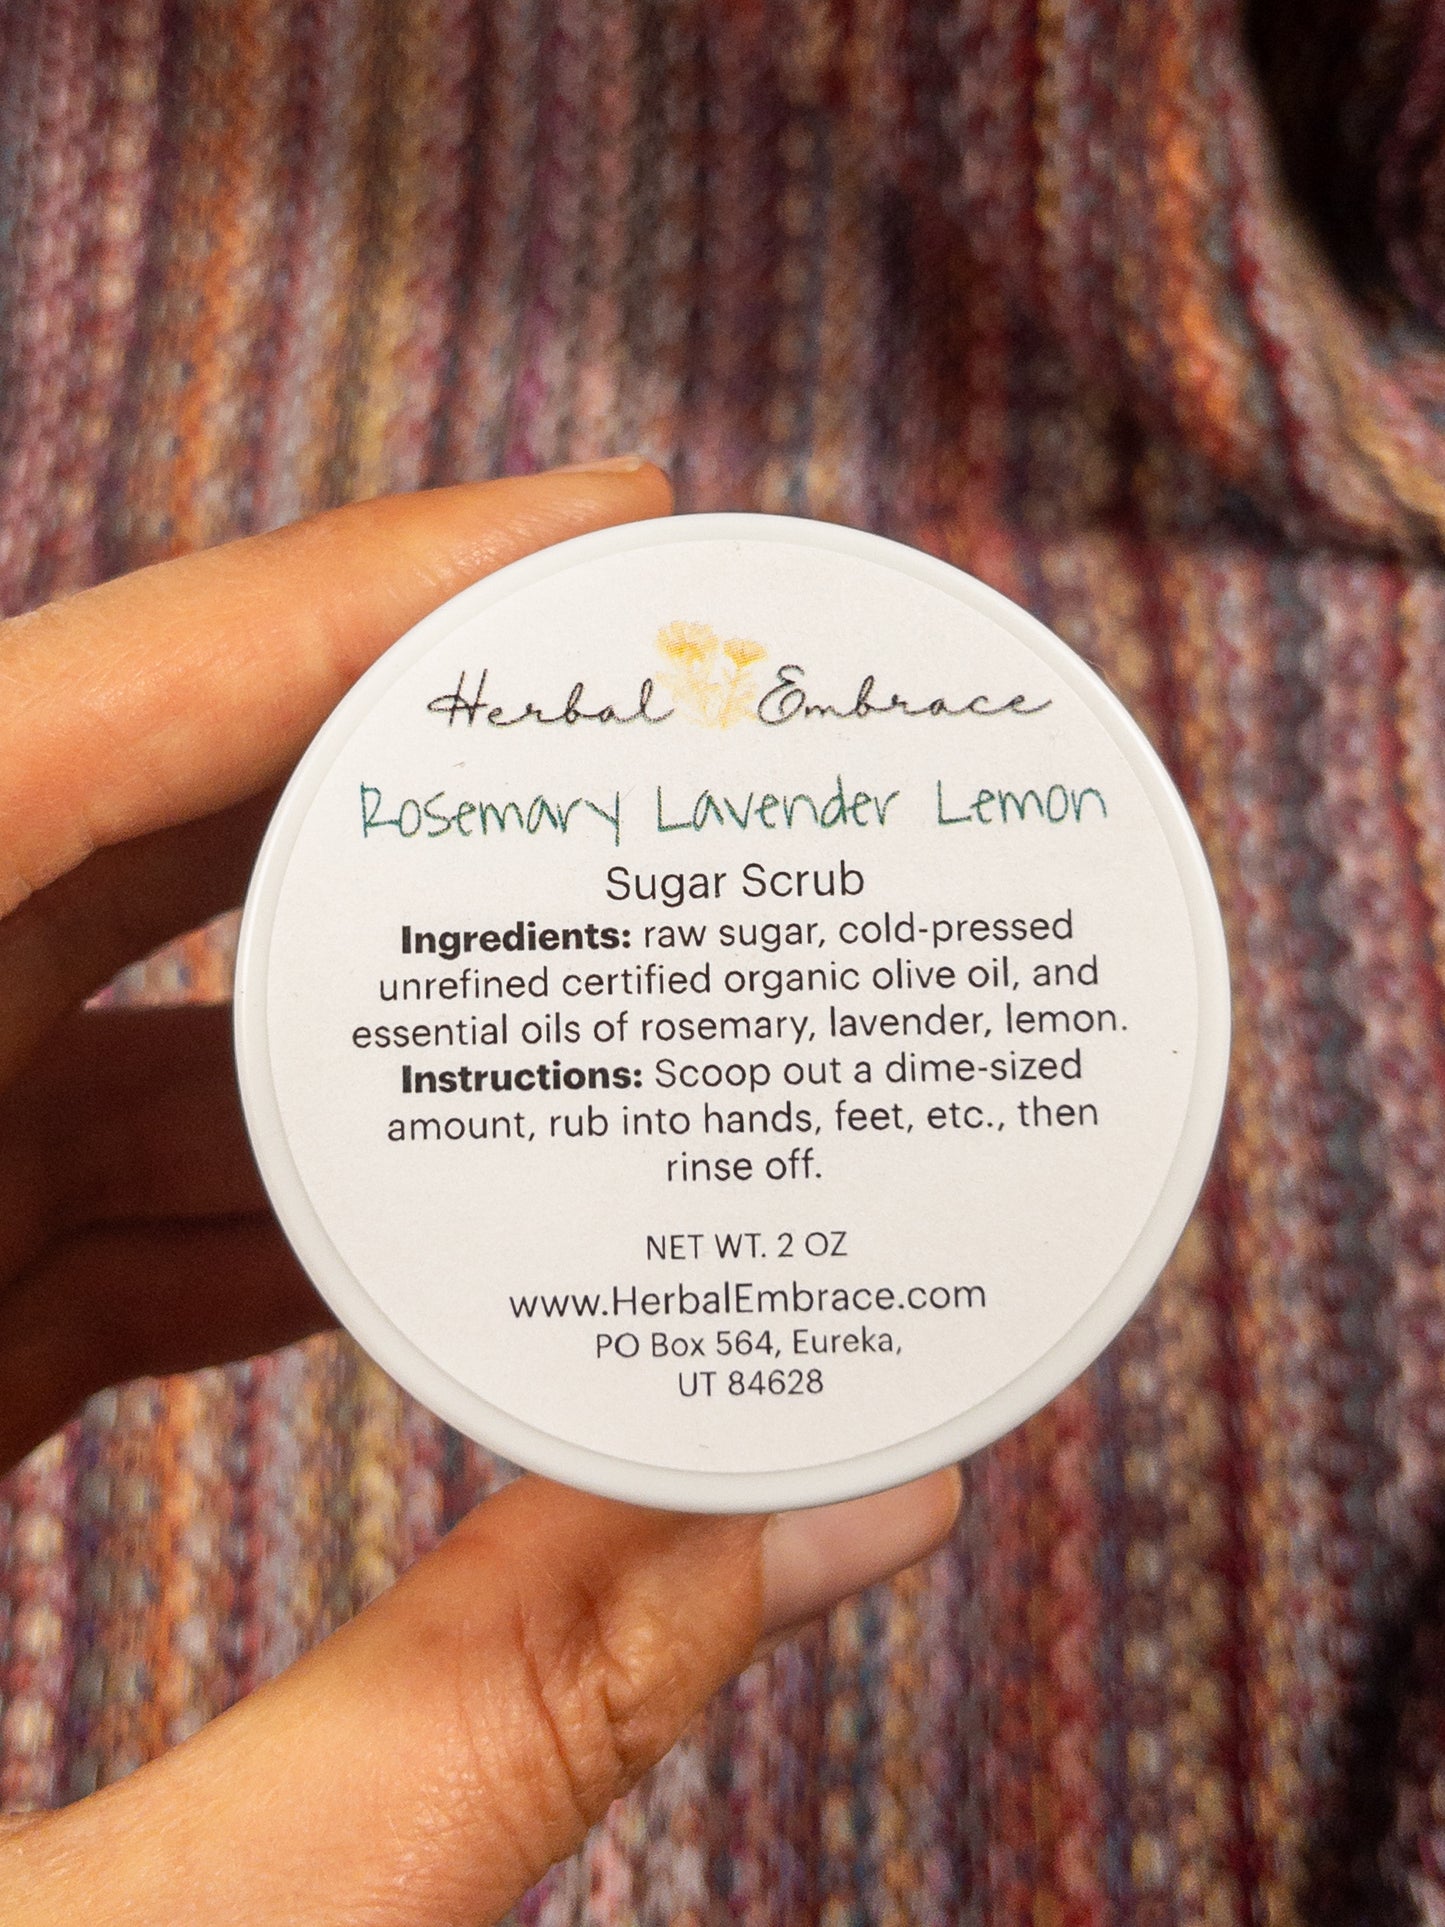 Herbal Embrace
Rosemary Lavender Lemon
Sugar Scrub
Ingredients: raw sugar, cold-pressed
unrefined certified organic olive oil, and
essential oils of rosemary, lavender, lemon.
Instructions: Scoop out a dime-sized
amount, rub into hands, feet, etc., then
rinse off.
NET WT. 2 OZ
www.HerbalEmbrace.com
PO Box 564, Eureka,
UT 84628